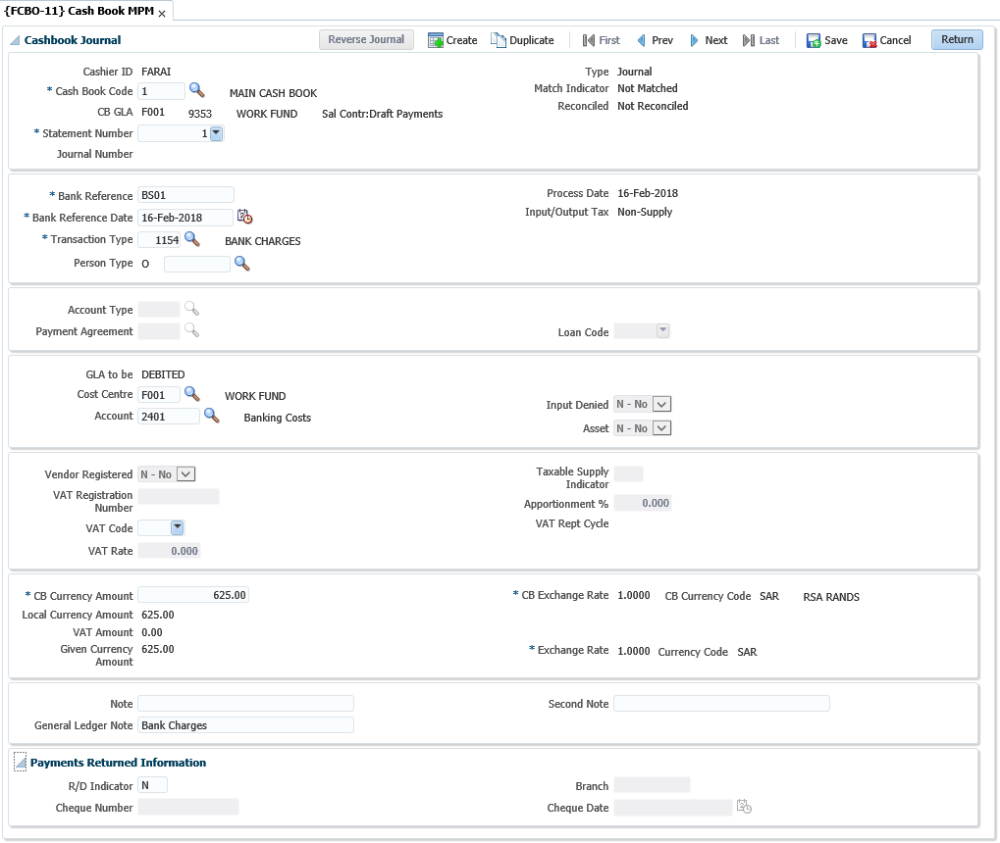 {FCBO-11} Cash Book MPM x
Cashbook Journal Reverse Journal Create Duplicate First Prev Next Last Save Cancel Return
Cashier ID FARAI Type Journal
* Cash Book Code 1 MAIN CASH BOOK Match Indicator Not Matched
CB GLA F001 9353 WORK FUND Sal Contr:Draft Payments Reconciled Not Reconciled
* Statement Number 1
Journal Number
* Bank Reference BS01 Process Date 16-Feb-2018
* Bank Reference Date 16-Feb-2018 Input/Output Tax Non-Supply
* Transaction Type 1154 BANK CHARGES
Person Type O
Account Type
Payment Agreement Loan Code
GLA to be DEBITED
Cost Centre F001 WORK FUND Input Denied N - No
Account 2401 Banking Costs Asset N - No
Vendor Registered N - No Taxable Supply
Indicator
VAT Registration
Number Apportionment % 0.000
VAT Code VAT Rept Cycle
VAT Rate 0.000
* CB Currency Amount 625.00 * CB Exchange Rate 1.0000 CB Currency Code SAR RSA RANDS
Local Currency Amount 625.00
VAT Amount 0.00
Given Currency
Amount 625.00 * Exchange Rate 1.0000 Currency Code SAR
Note Second Note
General Ledger Note Bank Charges
Payments Returned Information
R/D Indicator N Branch
Cheque Number Cheque Date